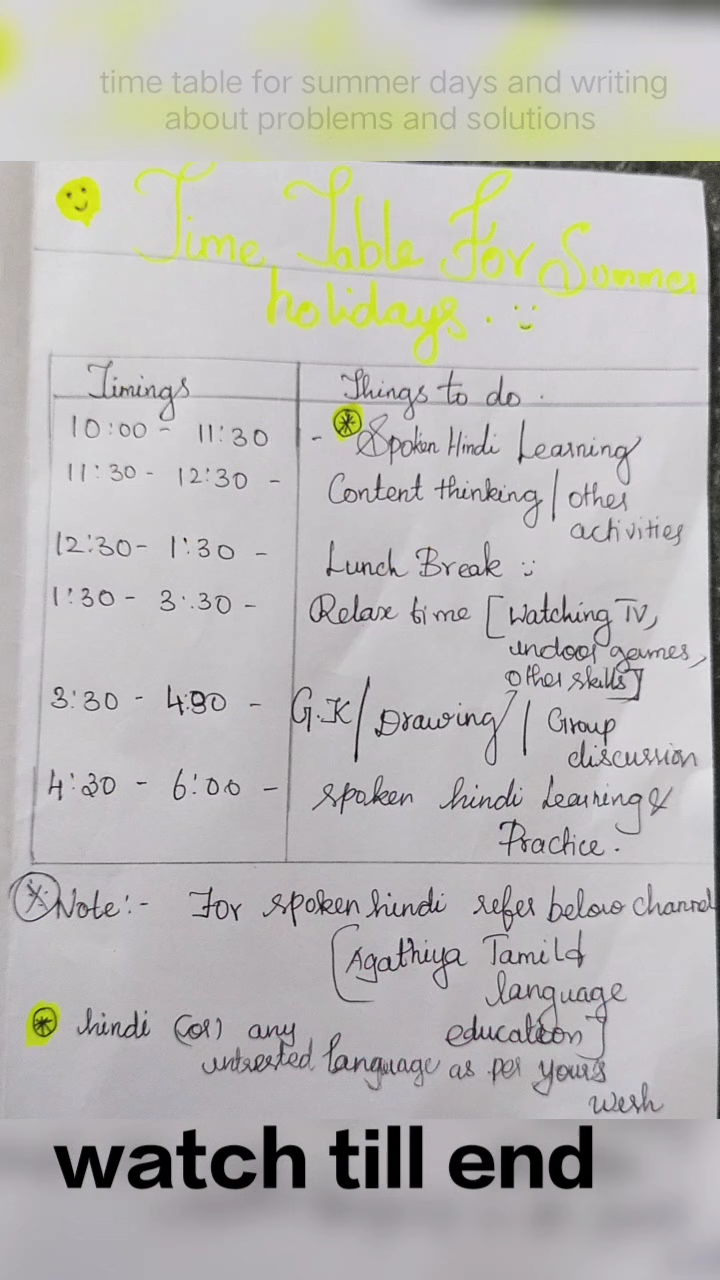 time table for summer days and writing
about problems and solutions
Time Table For Summer
holidays.
Timings Things to do.
10:00 - 11:30 - Spoken Hindi Learning
11:30 - 12:30 - Content thinking / other
activities
12:30 - 1:30 - Lunch Break
1:30 - 3:30 - Relax time [Watching TV,
indoor games,
other skills]
3:30 - 4:30 - G.K / Drawing / Group
discussion
4:30 - 6:00 - spoken hindi Learning &
Practice.
Note:- For spoken hindi refer below channel
[Agathiya Tamil &
language
education]
hindi (or) any
intrested language as per yours
wish
watch till end